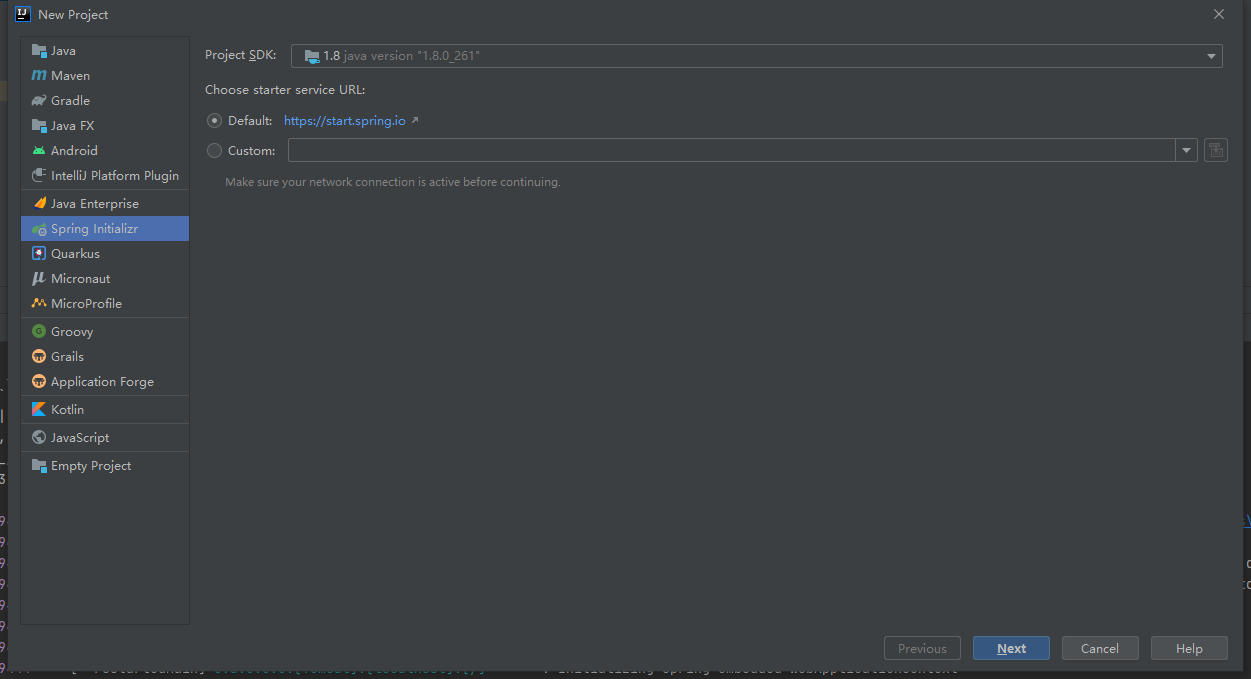 New Project
Java
Maven
Gradle
Java FX
Android
IntelliJ Platform Plugin
Java Enterprise
Spring Initializr
Quarkus
Micronaut
MicroProfile
Groovy
Grails
Application Forge
Kotlin
JavaScript
Empty Project
Project SDK:
1.8 java version "1.8.0_261"
Choose starter service URL:
Default: https://start.spring.io
Custom:
Make sure your network connection is active before continuing.
Previous
Next
Cancel
Help